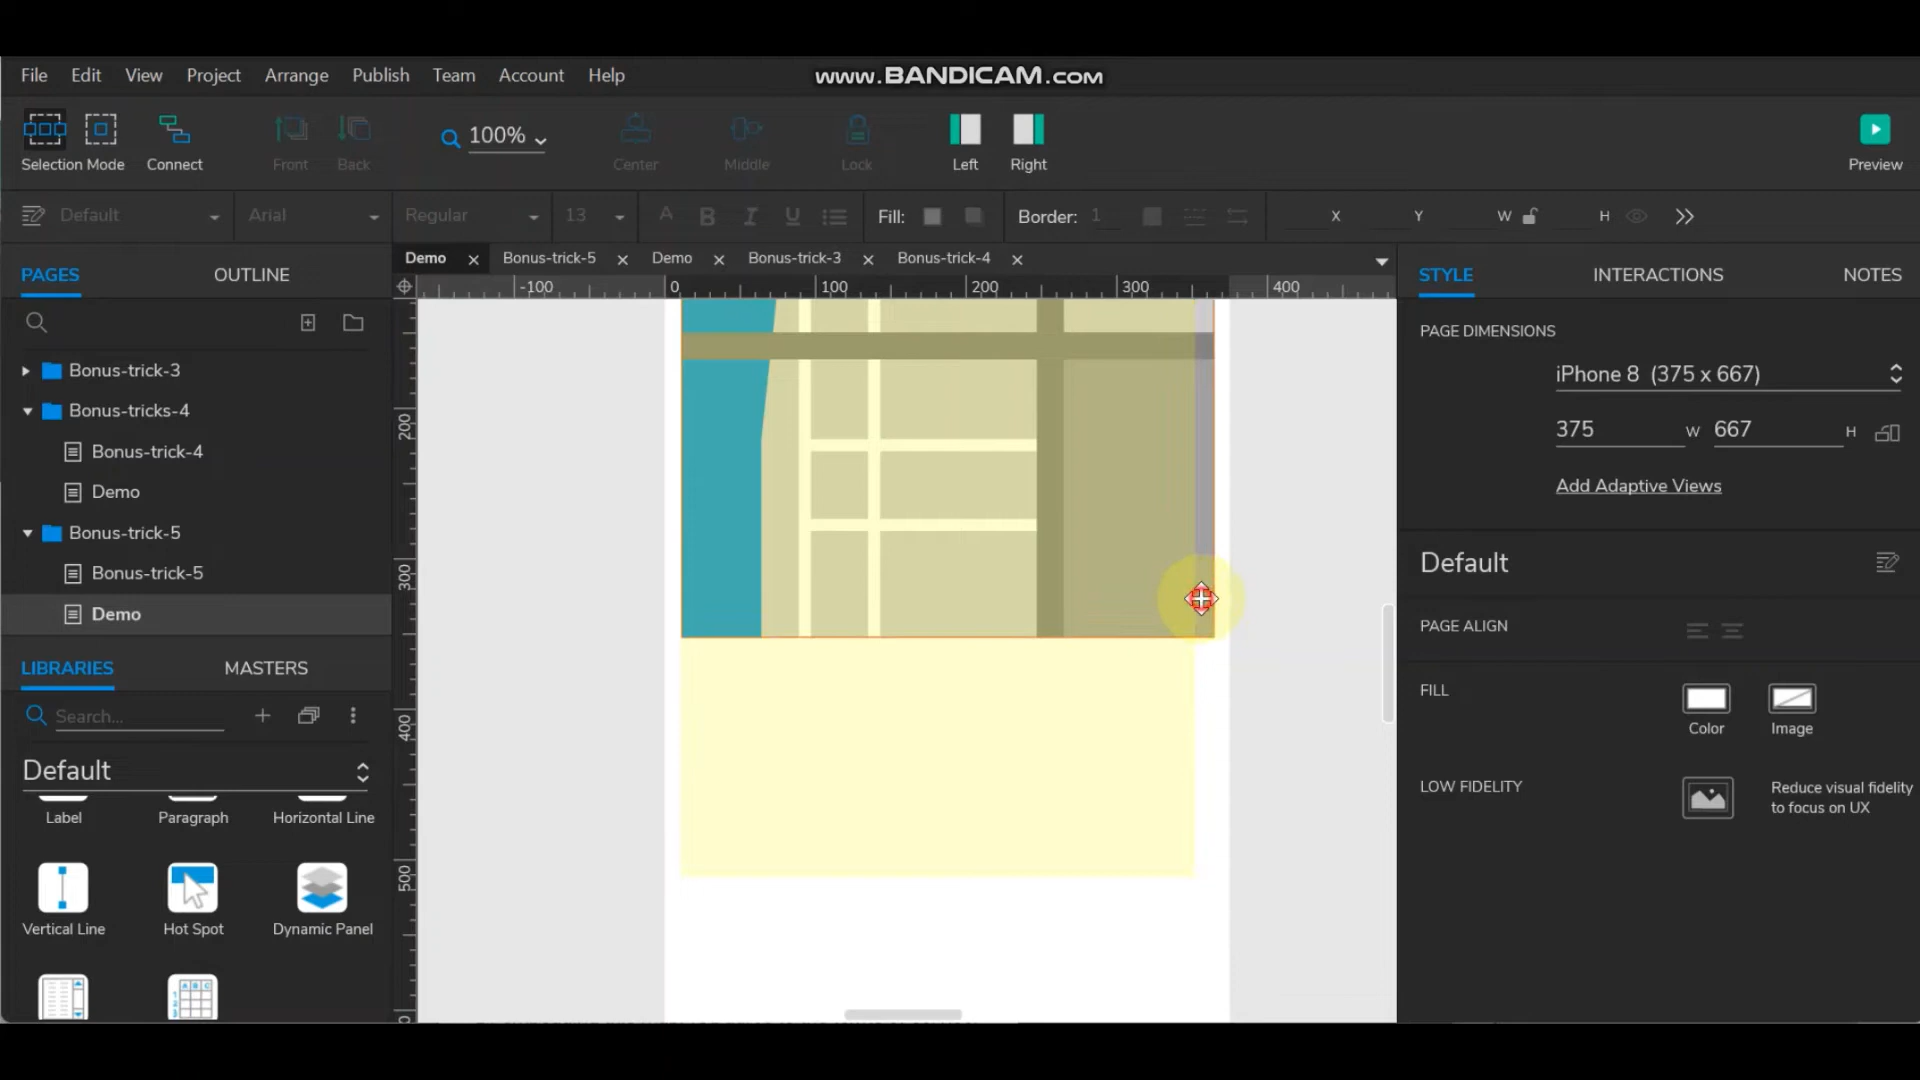 File Edit View Project Arrange Publish Team Account Help
www.BANDICAM.com
Selection Mode Connect Front Back 100% Center Middle Lock Left Right Preview
Default Arial Regular 13 A B I U Fill: Border: 1 X Y W H
PAGES OUTLINE
Demo Bonus-trick-5 Demo Bonus-trick-3 Bonus-trick-4
STYLE INTERACTIONS NOTES
-100 0 100 200 300 400
200
300
400
500
Bonus-trick-3
Bonus-tricks-4
Bonus-trick-4
Demo
Bonus-trick-5
Bonus-trick-5
Demo
LIBRARIES MASTERS
Search...
Default
Label Paragraph Horizontal Line
Vertical Line Hot Spot Dynamic Panel
A B C
1
2
3
PAGE DIMENSIONS
iPhone 8 (375 x 667)
375 W 667 H
Add Adaptive Views
Default
PAGE ALIGN
FILL
Color Image
LOW FIDELITY
Reduce visual fidelity
to focus on UX